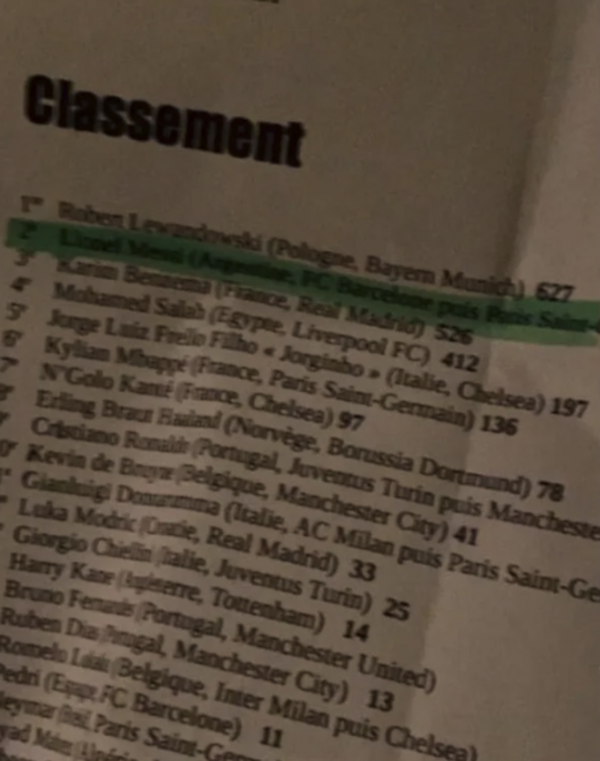 Classement
1er Robert Lewandowski (Pologne, Bayern Munich) 627
2e Lionel Messi (Argentine, FC Barcelone puis Paris Saint-
3e Karim Benzema (France, Real Madrid) 526
4e Mohamed Salah (Egypte, Liverpool FC) 412
5e Jorge Luiz Frello Filho « Jorginho » (Italie, Chelsea) 197
6e Kylian Mbappé (France, Paris Saint-Germain) 136
7e N'Golo Kanté (France, Chelsea) 97
Erling Braut Haaland (Norvège, Borussia Dortmund) 78
Cristiano Ronaldo (Portugal, Juventus Turin puis Mancheste
Kevin de Bruyne (Belgique, Manchester City) 41
Gianluigi Donnarumma (Italie, AC Milan puis Paris Saint-Ge
Luka Modric (Croatie, Real Madrid) 33
Giorgio Chiellini (Italie, Juventus Turin) 25
Harry Kane (Angleterre, Tottenham) 14
Bruno Fernandes (Portugal, Manchester United)
Ruben Dias (Portugal, Manchester City) 13
Romelu Lukaku (Belgique, Inter Milan puis Chelsea)
Pedri (Espagne, FC Barcelone) 11
Paris Saint-Ger